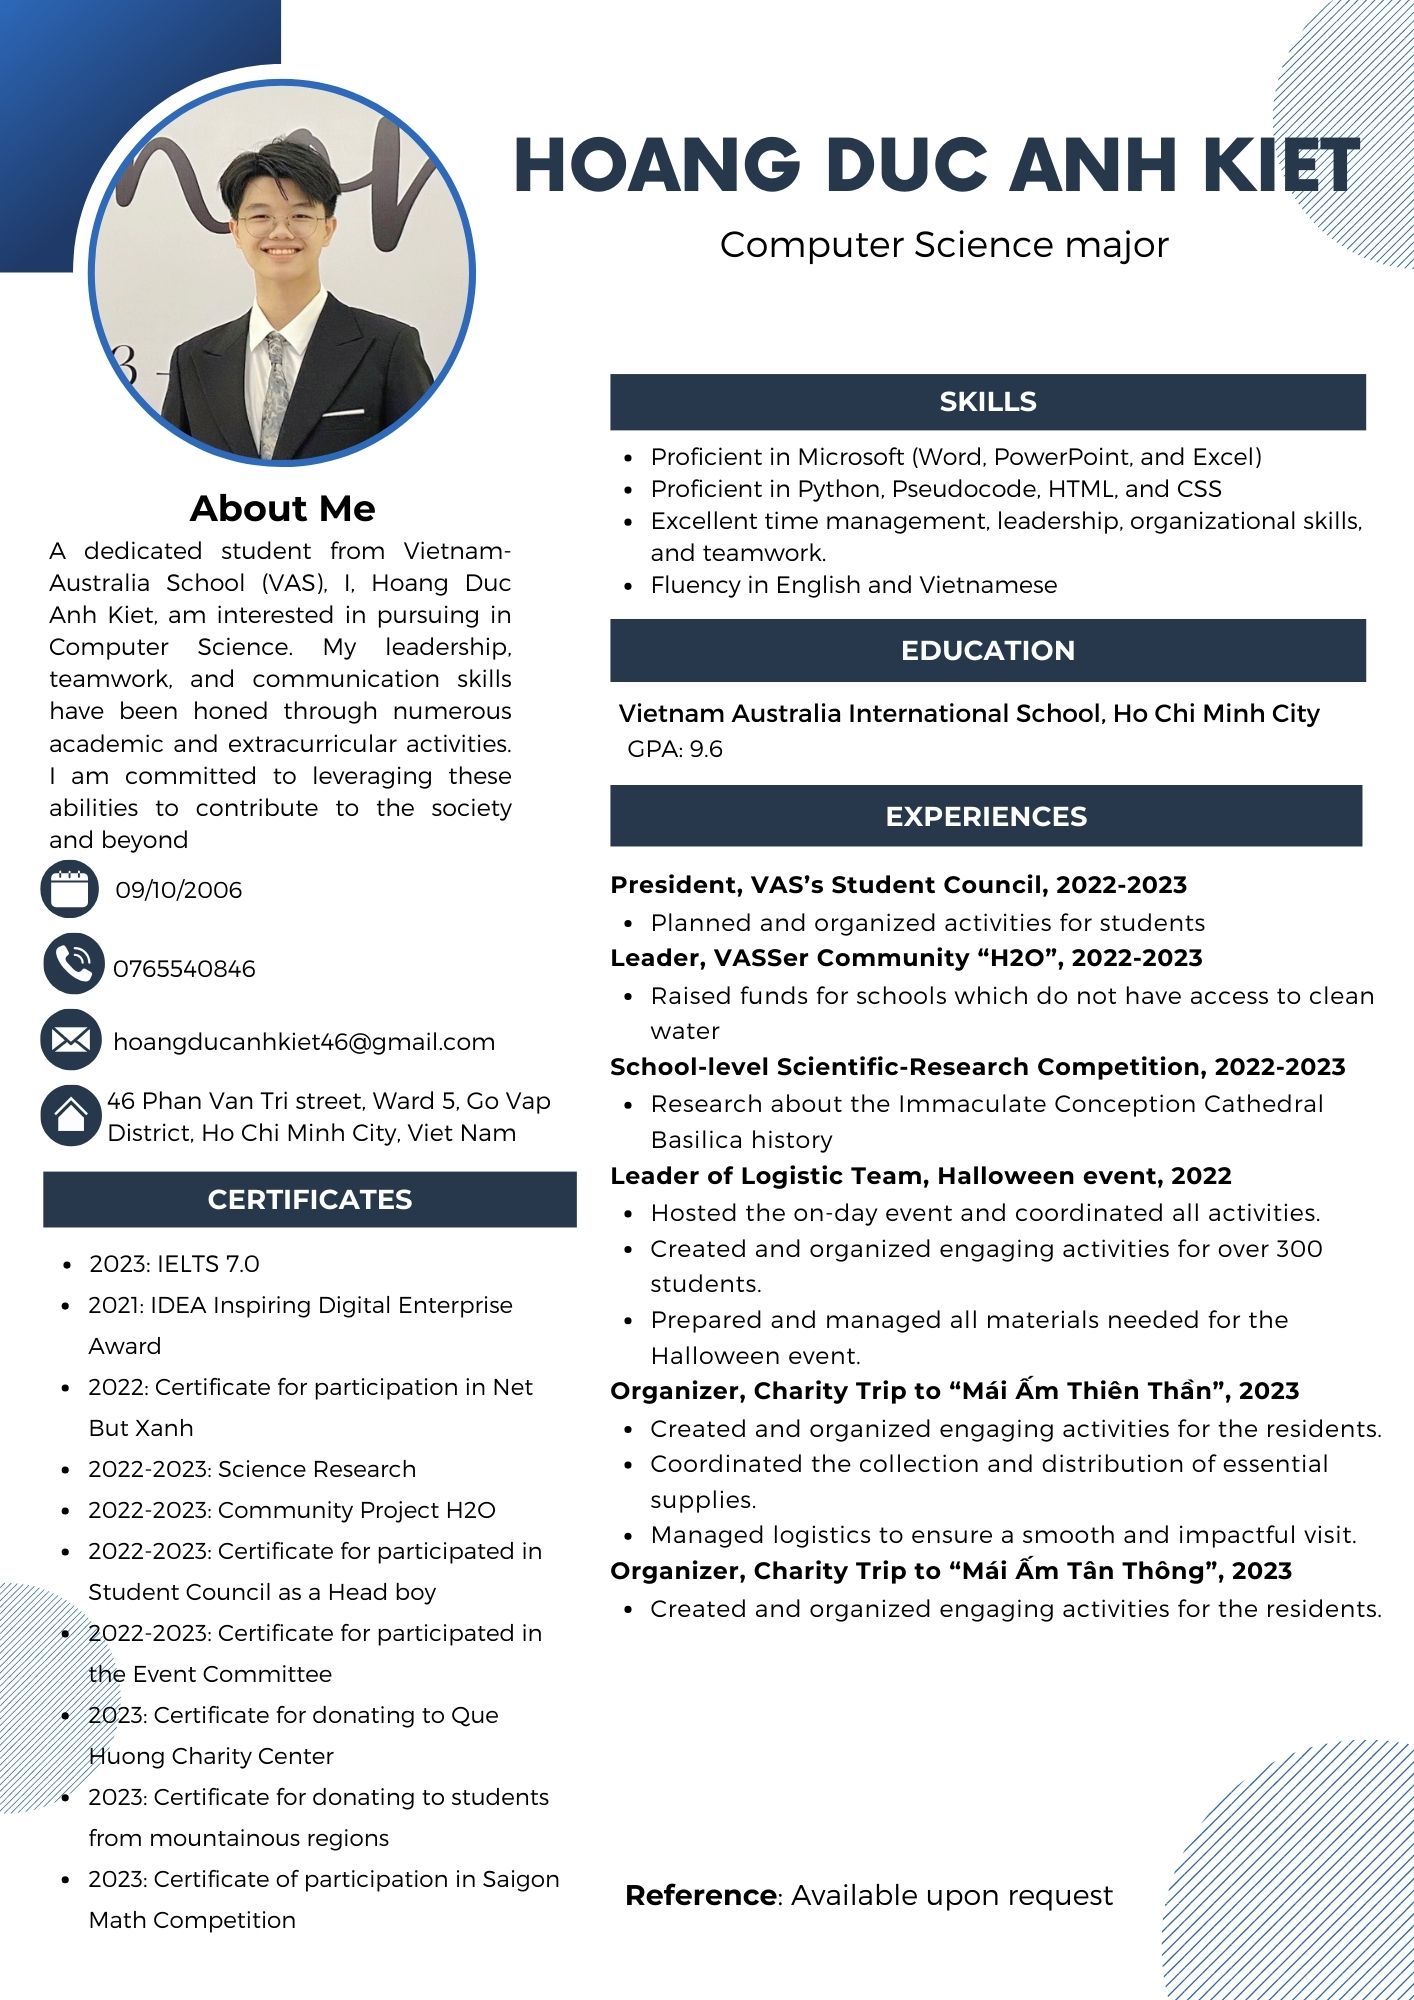 HOANG DUC ANH KIET
Computer Science major
About Me
A dedicated student from Vietnam-
Australia School (VAS), I, Hoang Duc
Anh Kiet, am interested in pursuing in
Computer Science. My leadership,
teamwork, and communication skills
have been honed through numerous
academic and extracurricular activities.
I am committed to leveraging these
abilities to contribute to the society
and beyond
09/10/2006
0765540846
hoangducanhkiet46@gmail.com
46 Phan Van Tri street, Ward 5, Go Vap
District, Ho Chi Minh City, Viet Nam
CERTIFICATES
• 2023: IELTS 7.0
• 2021: IDEA Inspiring Digital Enterprise
Award
• 2022: Certificate for participation in Net
But Xanh
• 2022-2023: Science Research
• 2022-2023: Community Project H2O
• 2022-2023: Certificate for participated in
Student Council as a Head boy
• 2022-2023: Certificate for participated in
the Event Committee
• 2023: Certificate for donating to Que
Huong Charity Center
• 2023: Certificate for donating to students
from mountainous regions
• 2023: Certificate of participation in Saigon
Math Competition
SKILLS
• Proficient in Microsoft (Word, PowerPoint, and Excel)
• Proficient in Python, Pseudocode, HTML, and CSS
• Excellent time management, leadership, organizational skills,
and teamwork.
• Fluency in English and Vietnamese
EDUCATION
Vietnam Australia International School, Ho Chi Minh City
GPA: 9.6
EXPERIENCES
President, VAS’s Student Council, 2022-2023
• Planned and organized activities for students
Leader, VASSer Community “H2O”, 2022-2023
• Raised funds for schools which do not have access to clean
water
School-level Scientific-Research Competition, 2022-2023
• Research about the Immaculate Conception Cathedral
Basilica history
Leader of Logistic Team, Halloween event, 2022
• Hosted the on-day event and coordinated all activities.
• Created and organized engaging activities for over 300
students.
• Prepared and managed all materials needed for the
Halloween event.
Organizer, Charity Trip to “Mái Ấm Thiên Thần”, 2023
• Created and organized engaging activities for the residents.
• Coordinated the collection and distribution of essential
supplies.
• Managed logistics to ensure a smooth and impactful visit.
Organizer, Charity Trip to “Mái Ấm Tân Thông”, 2023
• Created and organized engaging activities for the residents.
Reference: Available upon request